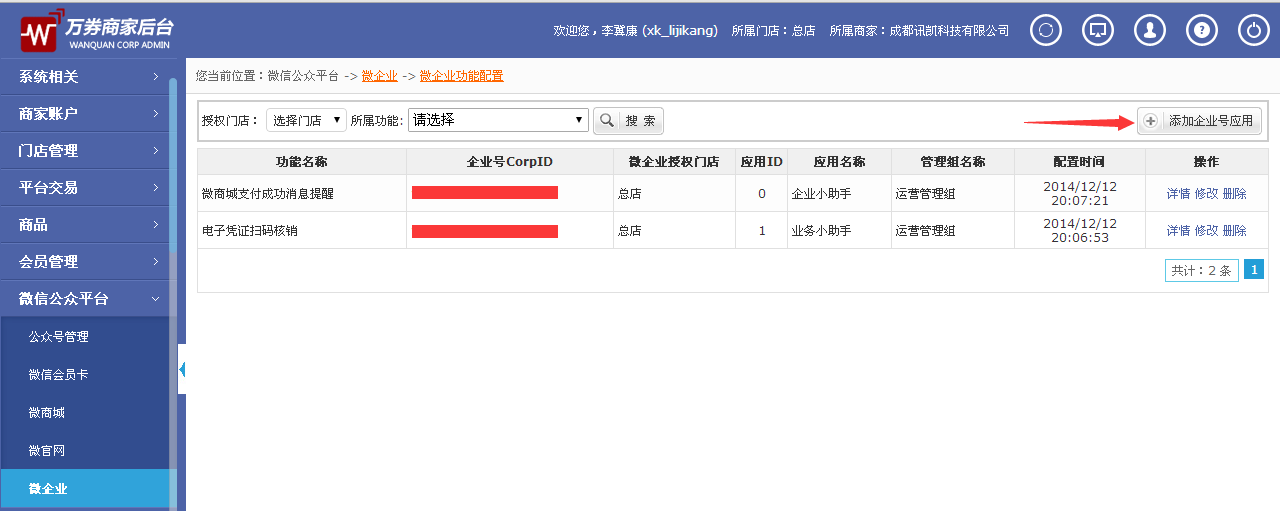 万券商家后台
WANQUAN CORP ADMIN
欢迎您，李冀康 (xk_lijikang) 所属门店：总店 所属商家：成都讯凯科技有限公司
系统相关
商家账户
门店管理
平台交易
商品
会员管理
微信公众平台
公众号管理
微信会员卡
微商城
微官网
微企业
您当前位置：微信公众平台 -> 微企业 -> 微企业功能配置
授权门店： 选择门店 所属功能: 请选择 搜 索 添加企业号应用
功能名称 企业号CorpID 微企业授权门店 应用ID 应用名称 管理组名称 配置时间 操作
微商城支付成功消息提醒 总店 0 企业小助手 运营管理组 2014/12/12 20:07:21 详情 修改 删除
电子凭证扫码核销 总店 1 业务小助手 运营管理组 2014/12/12 20:06:53 详情 修改 删除
共计：2 条 1